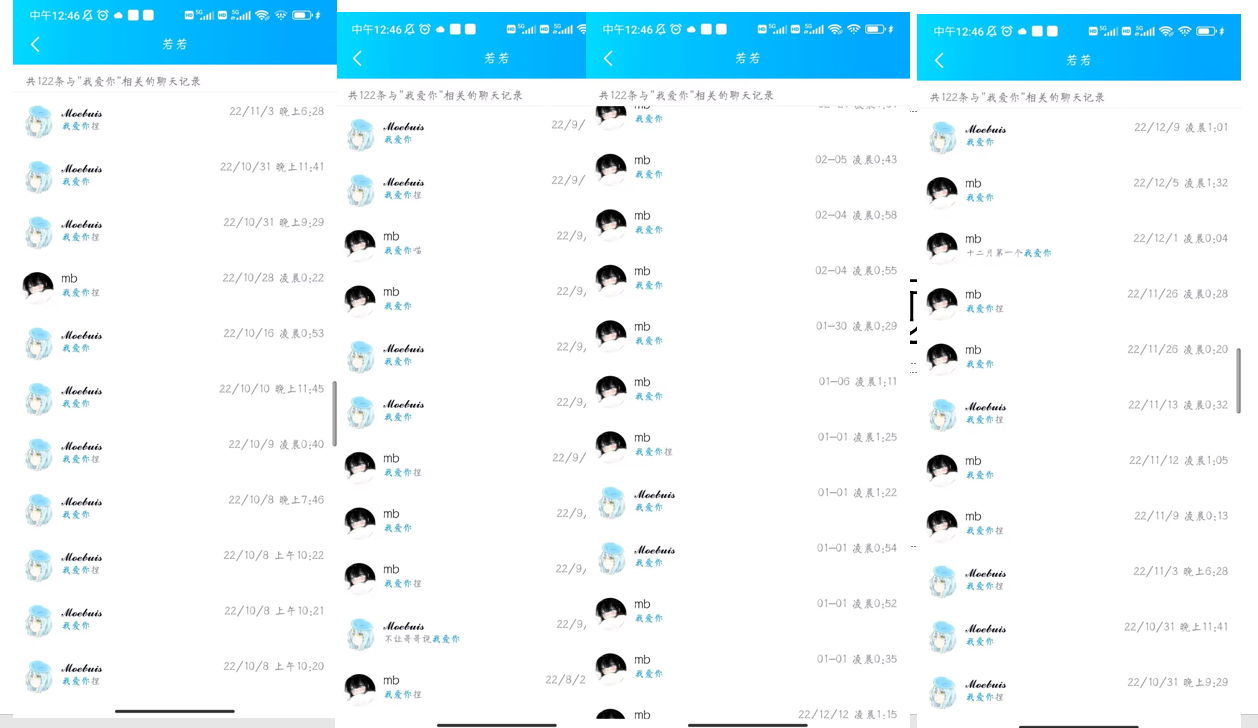 中午12:46
若若
共122条与"我爱你"相关的聊天记录
Moebuis 22/11/3 晚上6:28
我爱你捏
Moebuis 22/10/31 晚上11:41
我爱你
Moebuis 22/10/31 晚上9:29
我爱你捏
mb 22/10/28 凌晨0:22
我爱你捏
Moebuis 22/10/16 凌晨0:53
我爱你
Moebuis 22/10/10 晚上11:45
我爱你
Moebuis 22/10/9 凌晨0:40
我爱你捏
Moebuis 22/10/8 晚上7:46
我爱你
Moebuis 22/10/8 上午10:22
我爱你捏
Moebuis 22/10/8 上午10:21
我爱你
Moebuis 22/10/8 上午10:20
我爱你捏
中午12:46
共122条与"我爱你"相关的聊天记录
Moebuis 22/9/
我爱你
Moebuis 22/9/
我爱你捏
mb 22/9/
我爱你喵
mb 22/9/
我爱你
Moebuis 22/9/
我爱你
Moebuis 22/9/
我爱你捏
mb 22/9/
我爱你捏
mb 22/9/
我爱你
mb 22/9/
我爱你捏
Moebuis 22/9/
不让哥哥说我爱你
mb 22/8/2
我爱你捏
中午12:46
若若
共122条与"我爱你"相关的聊天记录
mb
我爱你
mb 02-05 凌晨0:43
我爱你
mb 02-04 凌晨0:58
我爱你
mb 02-04 凌晨0:55
我爱你
mb 01-30 凌晨0:29
我爱你
mb 01-06 凌晨1:11
我爱你
mb 01-01 凌晨1:25
我爱你捏
Moebuis 01-01 凌晨1:22
我爱你
Moebuis 01-01 凌晨0:54
我爱你
mb 01-01 凌晨0:52
我爱你
mb 01-01 凌晨0:35
我爱你
mb 22/12/12 凌晨1:15
中午12:46
若若
共122条与"我爱你"相关的聊天记录
Moebuis 22/12/9 凌晨1:01
我爱你
mb 22/12/5 凌晨1:32
我爱你
mb 22/12/1 凌晨0:04
十二月第一个我爱你
mb 22/11/26 凌晨0:28
我爱你捏
mb 22/11/26 凌晨0:20
我爱你
Moebuis 22/11/13 凌晨0:32
我爱你捏
mb 22/11/12 凌晨1:05
我爱你
mb 22/11/9 凌晨0:13
我爱你捏
Moebuis 22/11/3 晚上6:28
我爱你捏
Moebuis 22/10/31 晚上11:41
我爱你
Moebuis 22/10/31 晚上9:29
我爱你捏